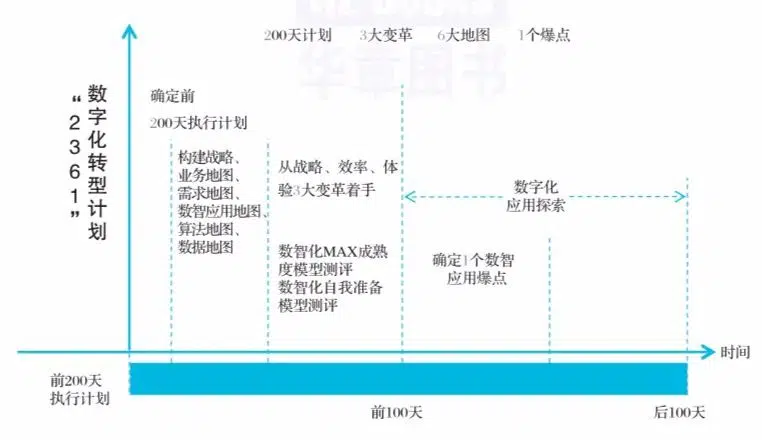 华章图书
200天计划 3大变革 6大地图 1个爆点
数字化转型计划
“2361”
确定前
200天执行计划
构建战略、
业务地图、
需求地图、
数智应用地图、
算法地图、
数据地图
从战略、效率、体
验3大变革着手
数智化MAX成熟
度模型测评
数智化自我准备
模型测评
数字化
应用探索
确定1个数智
应用爆点
时间
前200天
执行计划
前100天
后100天